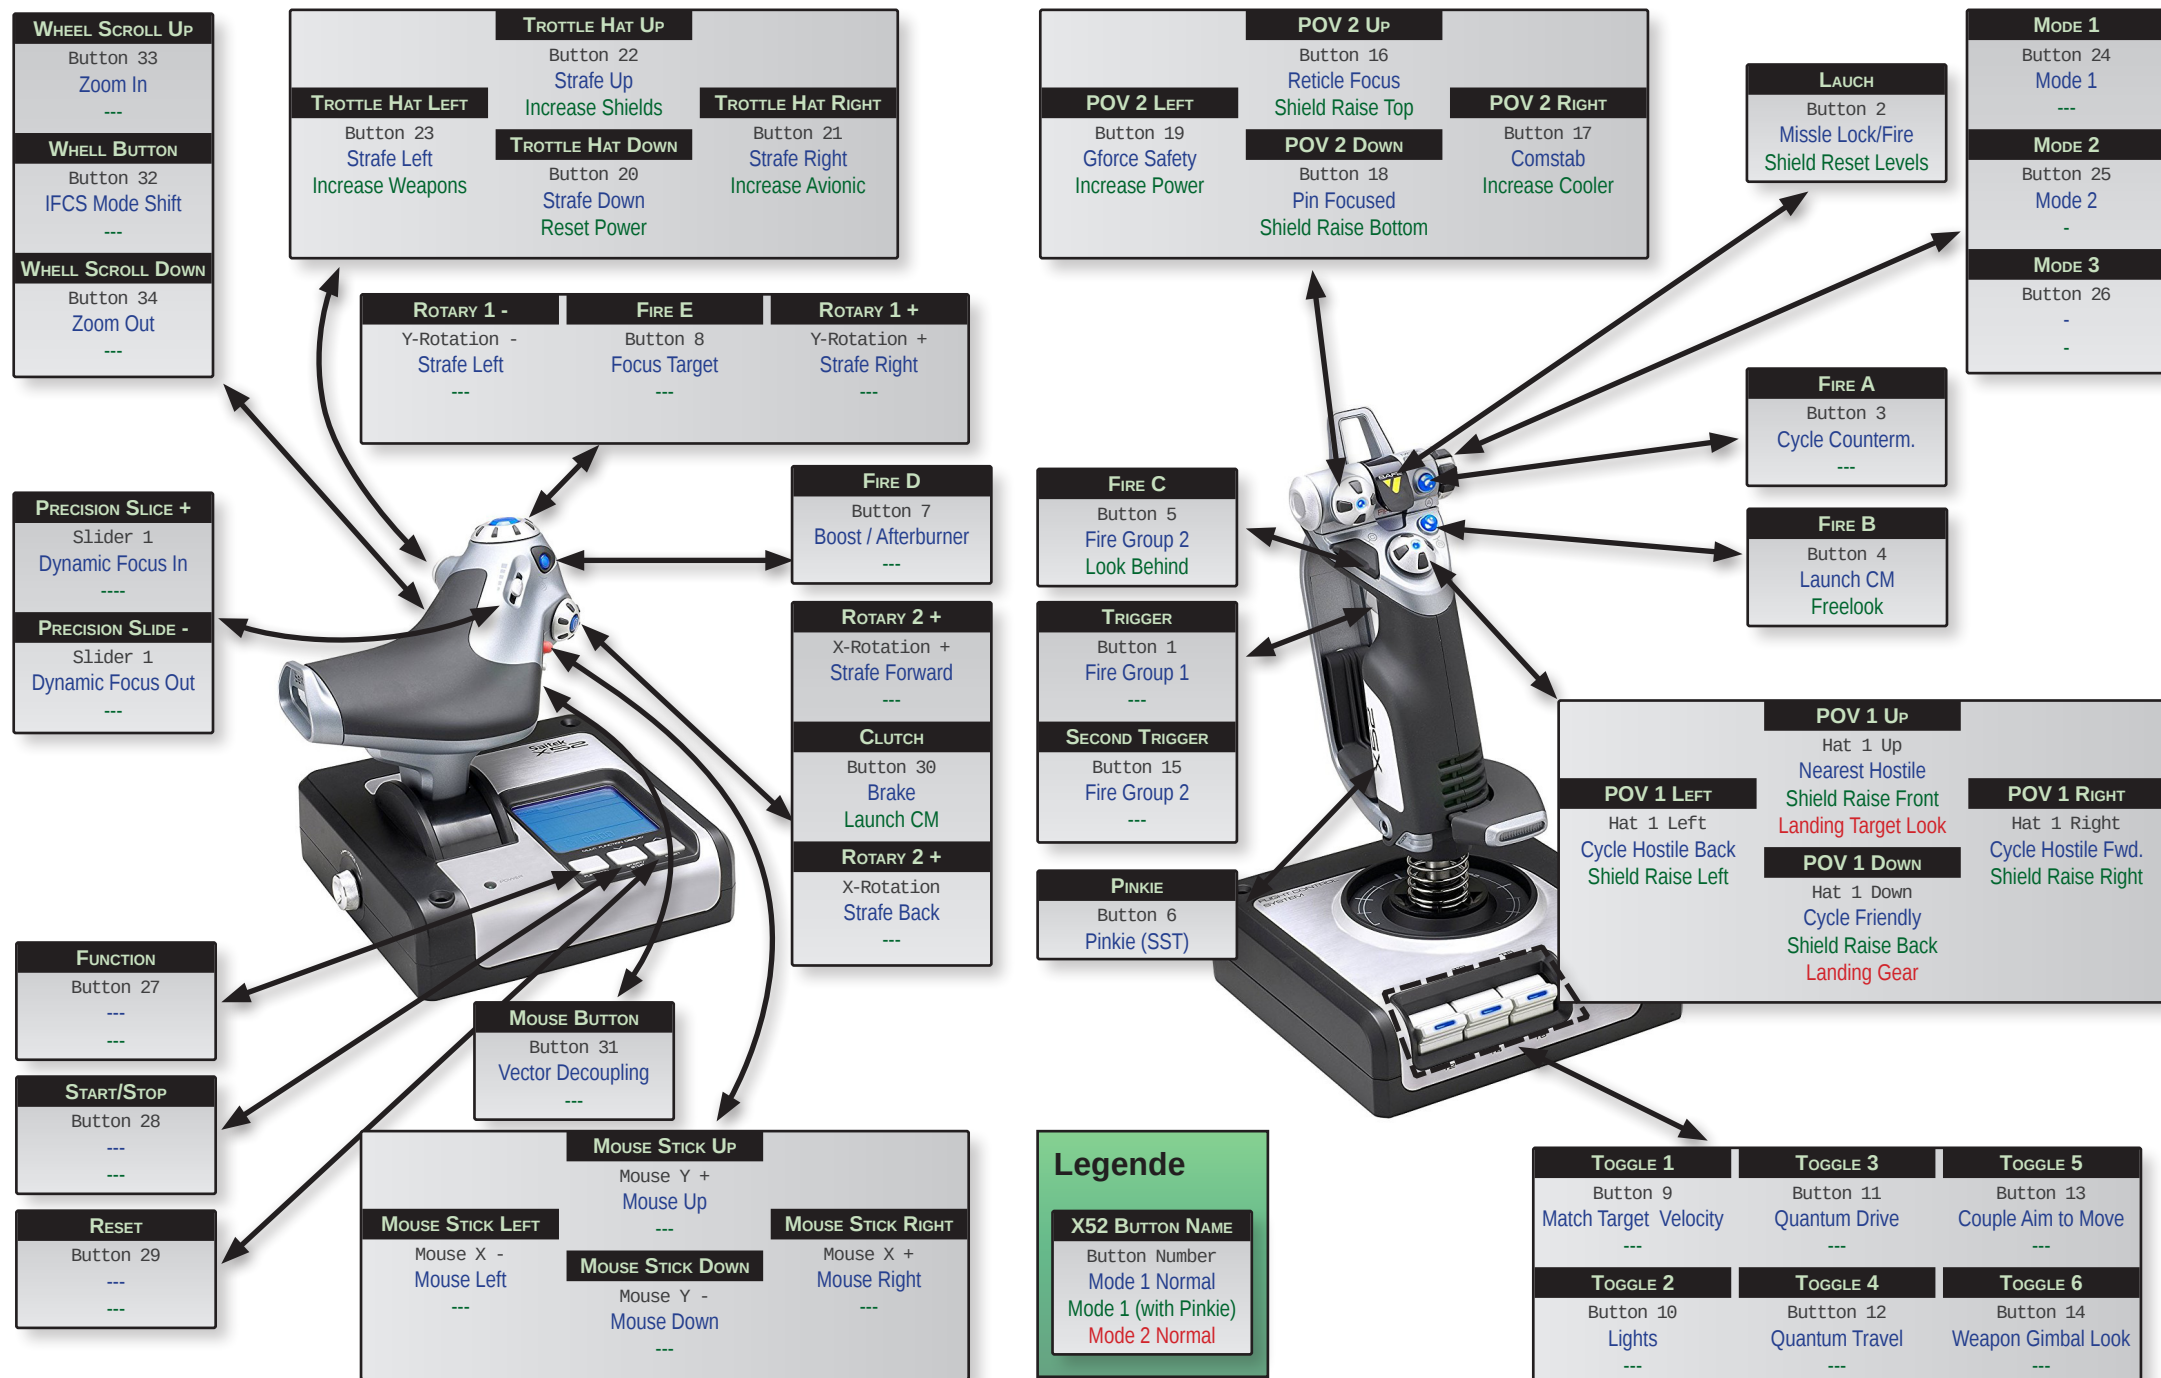 Wheel Scroll Up
Button 33
Zoom In
---
Whell Button
Button 32
IFCS Mode Shift
---
Whell Scroll Down
Button 34
Zoom Out
---
Trottle Hat Up
Button 22
Strafe Up
Increase Shields
Trottle Hat Left
Button 23
Strafe Left
Increase Weapons
Trottle Hat Right
Button 21
Strafe Right
Increase Avionic
Trottle Hat Down
Button 20
Strafe Down
Reset Power
Rotary 1 -
Y-Rotation -
Strafe Left
---
Fire E
Button 8
Focus Target
---
Rotary 1 +
Y-Rotation +
Strafe Right
---
Precision Slice +
Slider 1
Dynamic Focus In
----
Precision Slide -
Slider 1
Dynamic Focus Out
---
Fire D
Button 7
Boost / Afterburner
---
Rotary 2 +
X-Rotation +
Strafe Forward
---
Clutch
Button 30
Brake
Launch CM
Rotary 2 +
X-Rotation
Strafe Back
---
Saitek
X52
POWER
Function
Button 27
---
---
Start/Stop
Button 28
---
---
Reset
Button 29
---
---
Mouse Button
Button 31
Vector Decoupling
---
Mouse Stick Up
Mouse Y +
Mouse Up
---
Mouse Stick Left
Mouse X -
Mouse Left
---
Mouse Stick Right
Mouse X +
Mouse Right
---
Mouse Stick Down
Mouse Y -
Mouse Down
---
POV 2 Up
Button 16
Reticle Focus
Shield Raise Top
POV 2 Left
Button 19
Gforce Safety
Increase Power
POV 2 Right
Button 17
Comstab
Increase Cooler
POV 2 Down
Button 18
Pin Focused
Shield Raise Bottom
Lauch
Button 2
Missle Lock/Fire
Shield Reset Levels
Mode 1
Button 24
Mode 1
---
Mode 2
Button 25
Mode 2
-
Mode 3
Button 26
-
-
Fire A
Button 3
Cycle Counterm.
---
Fire B
Button 4
Launch CM
Freelook
Fire C
Button 5
Fire Group 2
Look Behind
Trigger
Button 1
Fire Group 1
---
Second Trigger
Button 15
Fire Group 2
---
Pinkie
Button 6
Pinkie (SST)
X52
POV 1 Up
Hat 1 Up
Nearest Hostile
Shield Raise Front
Landing Target Look
POV 1 Left
Hat 1 Left
Cycle Hostile Back
Shield Raise Left
POV 1 Right
Hat 1 Right
Cycle Hostile Fwd.
Shield Raise Right
POV 1 Down
Hat 1 Down
Cycle Friendly
Shield Raise Back
Landing Gear
Legende
X52 Button Name
Button Number
Mode 1 Normal
Mode 1 (with Pinkie)
Mode 2 Normal
Toggle 1
Button 9
Match Target  Velocity
---
Toggle 3
Button 11
Quantum Drive
---
Toggle 5
Button 13
Couple Aim to Move
---
Toggle 2
Button 10
Lights
---
Toggle 4
Buttton 12
Quantum Travel
---
Toggle 6
Button 14
Weapon Gimbal Look
---